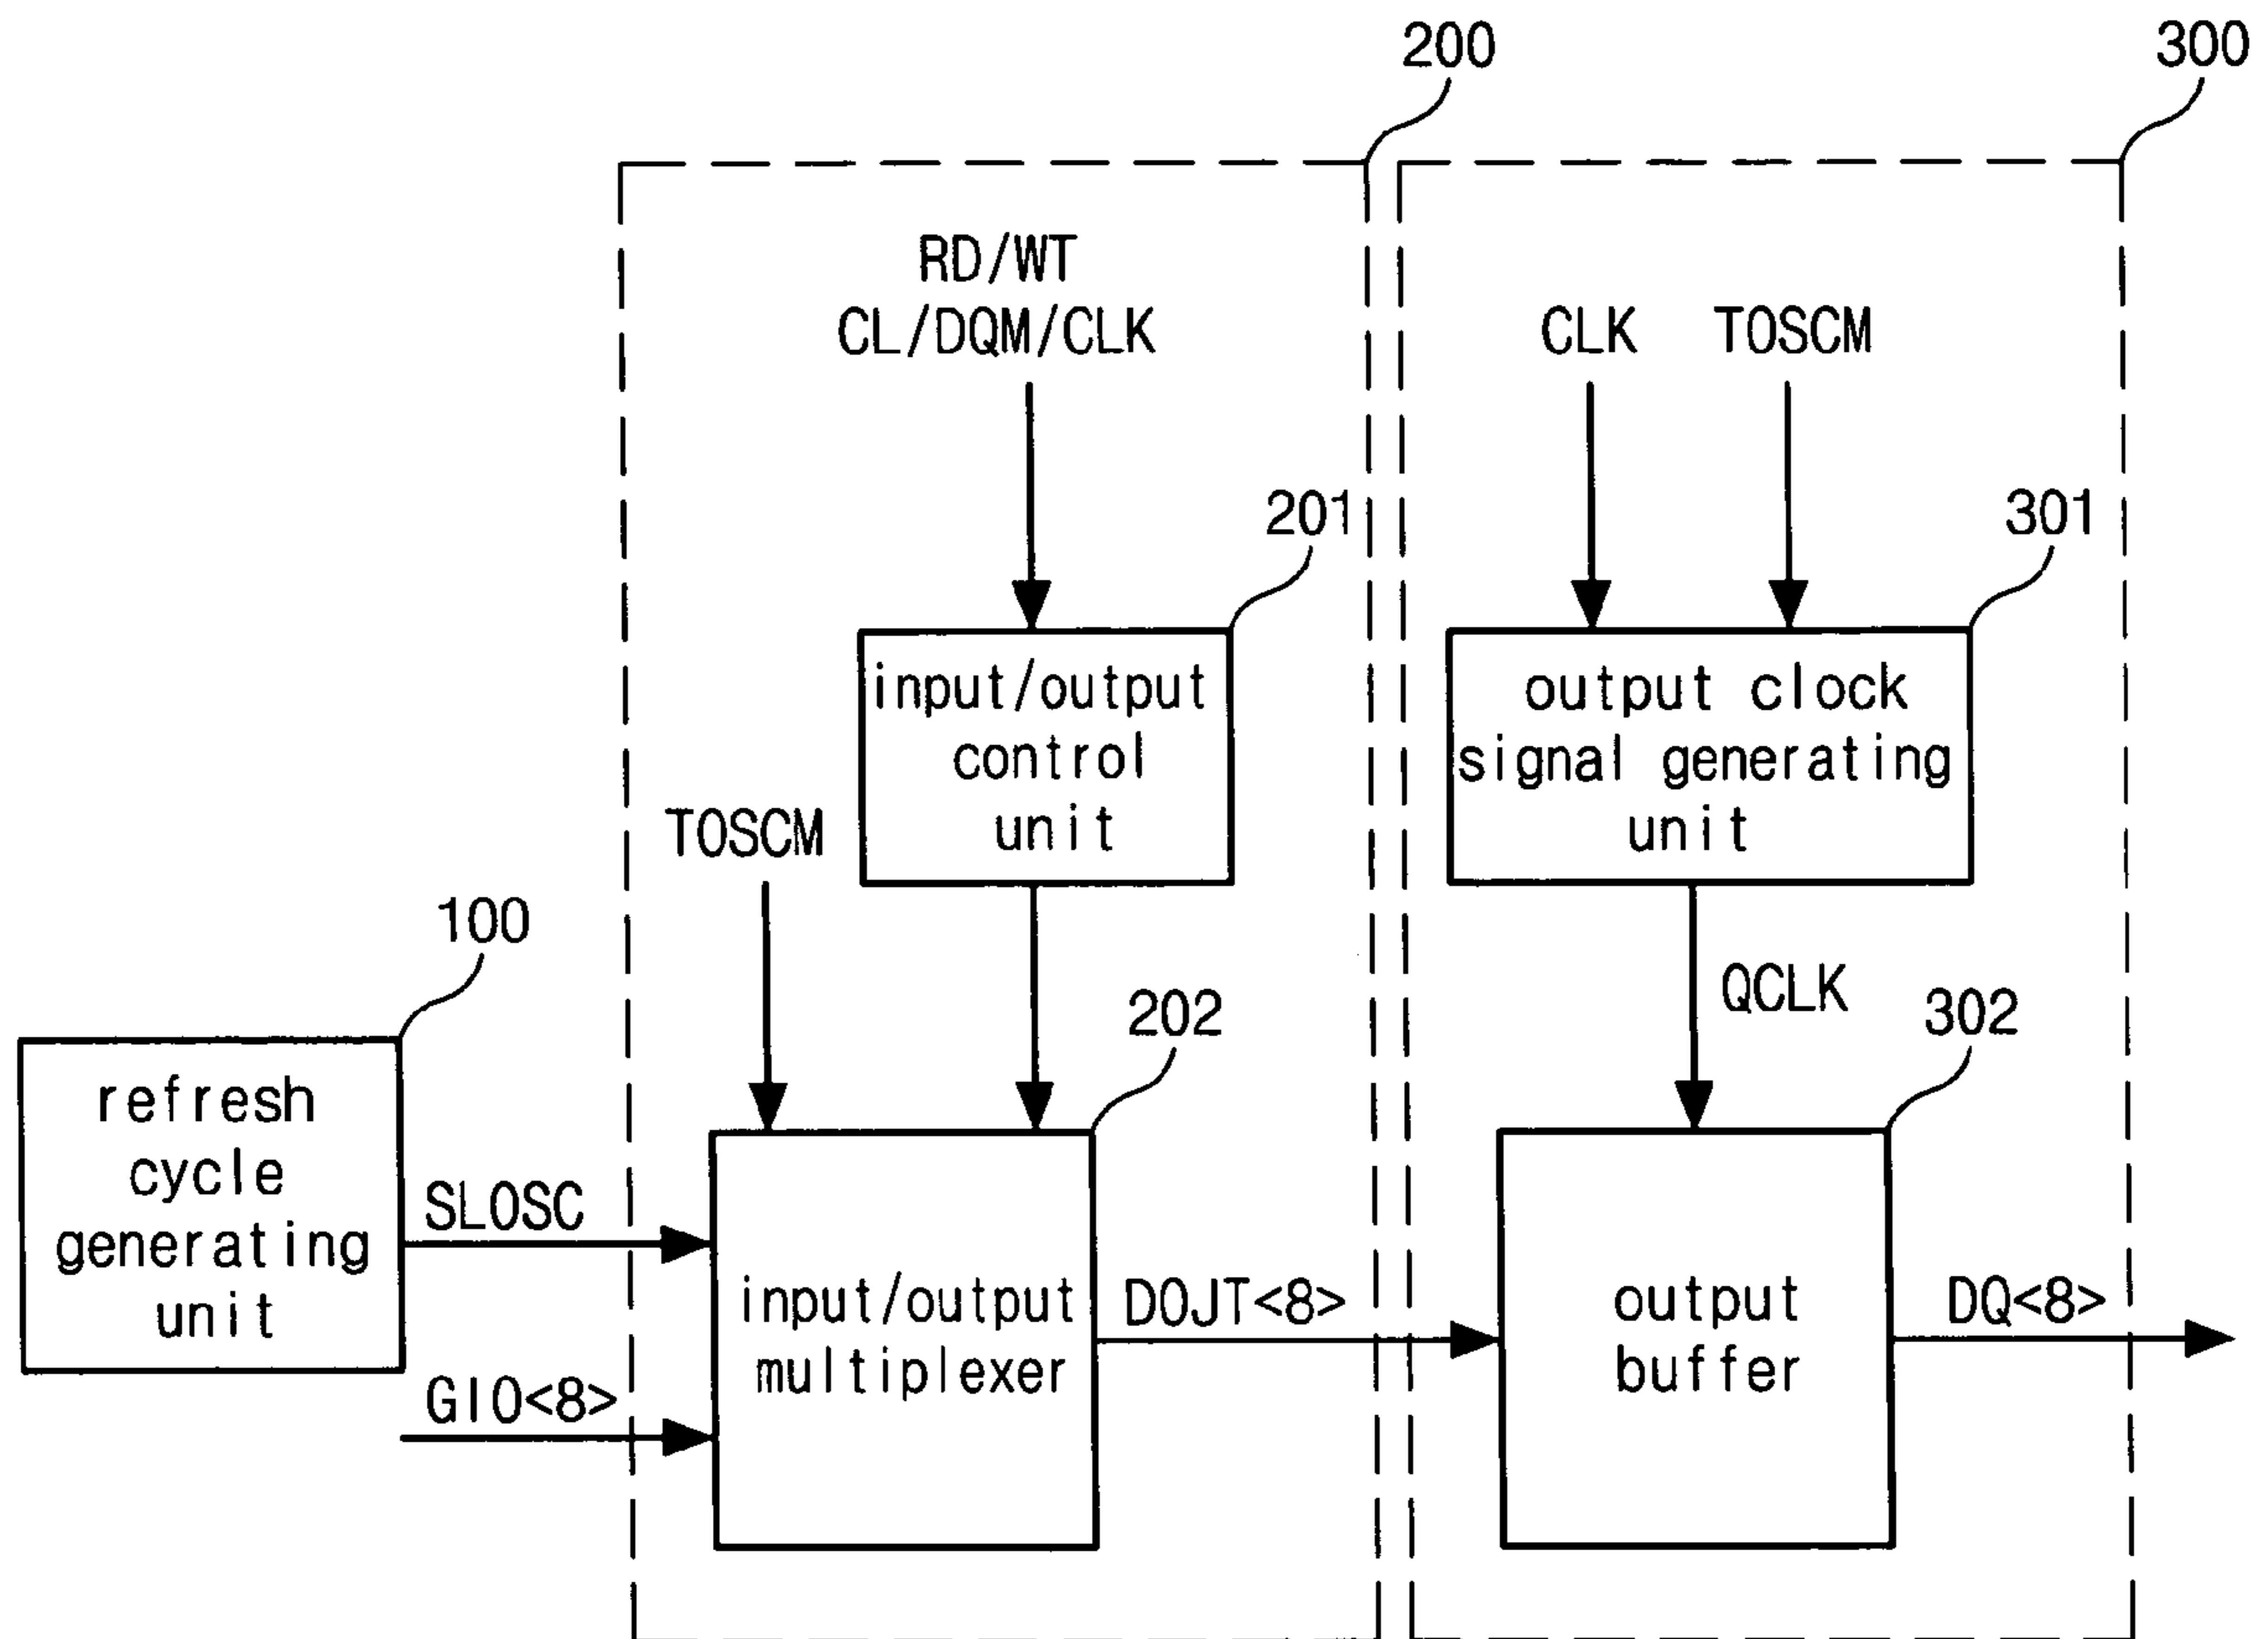 200
300
RD/WT
CL/DQM/CLK
CLK
TOSCM
201
301
input/output
control
unit
output clock
signal generating
unit
TOSCM
100
202
QCLK
302
refresh
cycle
generating
unit
SLOSC
GIO<8>
input/output
multiplexer
DOJT<8>
output
buffer
DQ<8>